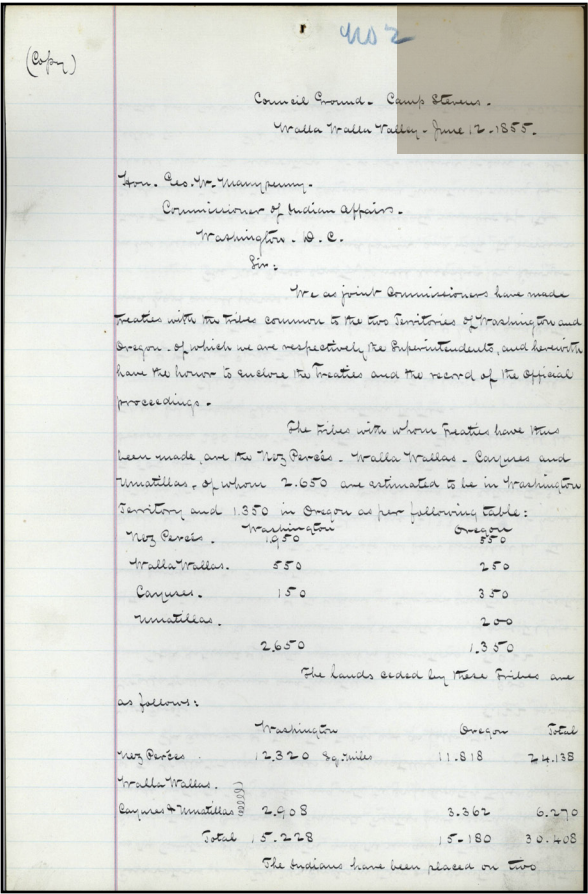 No 2
(Copy)
Council Ground - Camp Stevens -
Walla Walla Valley - June 12 - 1855 -
Hon. Geo. W. Manypenny -
Commissioner of Indian Affairs -
Washington - D. C.
Sir:
We as joint Commissioners have made
treaties with the tribes common to the two Territories of Washington and
Oregon - of which we are respectively the Superintendents, and herewith
have the honor to enclose the Treaties and the record of the Official
proceedings -
The tribes with whom Treaties have thus
been made, are the Nez Percés - Walla Wallas - Cayuses and
Umatillas - of whom 2.650 are estimated to be in Washington
Territory and 1.350 in Oregon as per following table:
Washington Oregon
Nez Percés. 1950 550
Walla Wallas. 550 250
Cayuses. 150 350
Umatillas. 200
2.650 1.350
The lands ceded by these Tribes are
as follows:
Washington Oregon Total
Nez Percés 12.320 Sq. Miles 11.818 24.138
Walla Wallas.
Cayuses & Umatillas 2.908 3.362 6.270
Total 15.228 15-180 30.408
The Indians have been placed on two